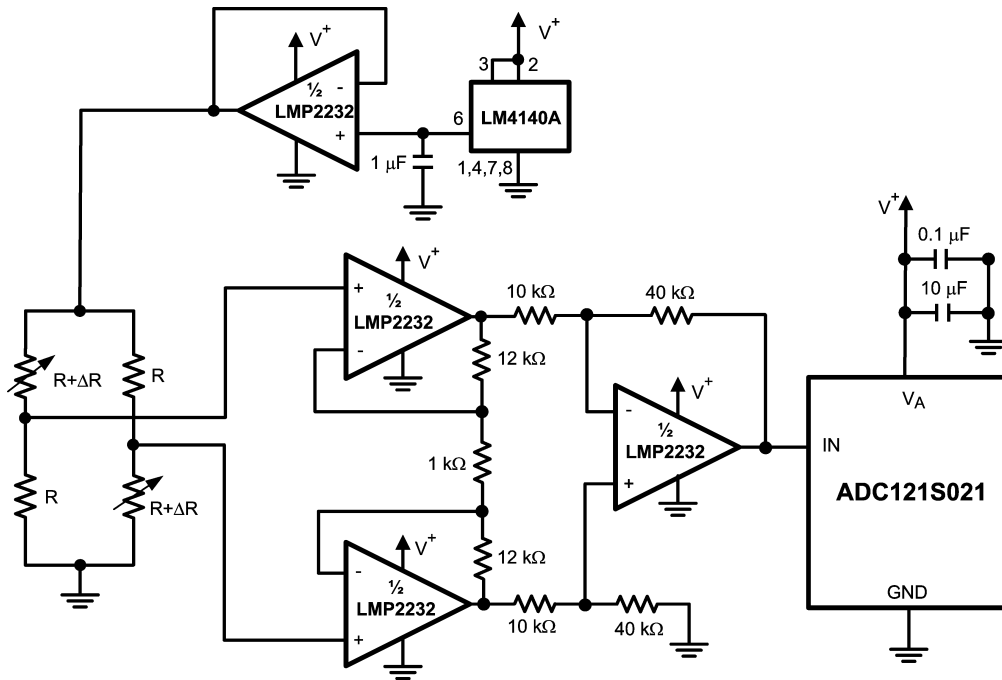 V+
½
LMP2232
-
+
1 µF
V+
3
2
6
LM4140A
1,4,7,8
R+ΔR
R
R
R+ΔR
+
V+
½
LMP2232
-
10 kΩ
40 kΩ
12 kΩ
1 kΩ
12 kΩ
-
V+
½
LMP2232
+
10 kΩ
40 kΩ
-
V+
½
LMP2232
+
V+
0.1 µF
10 µF
VA
IN
ADC121S021
GND